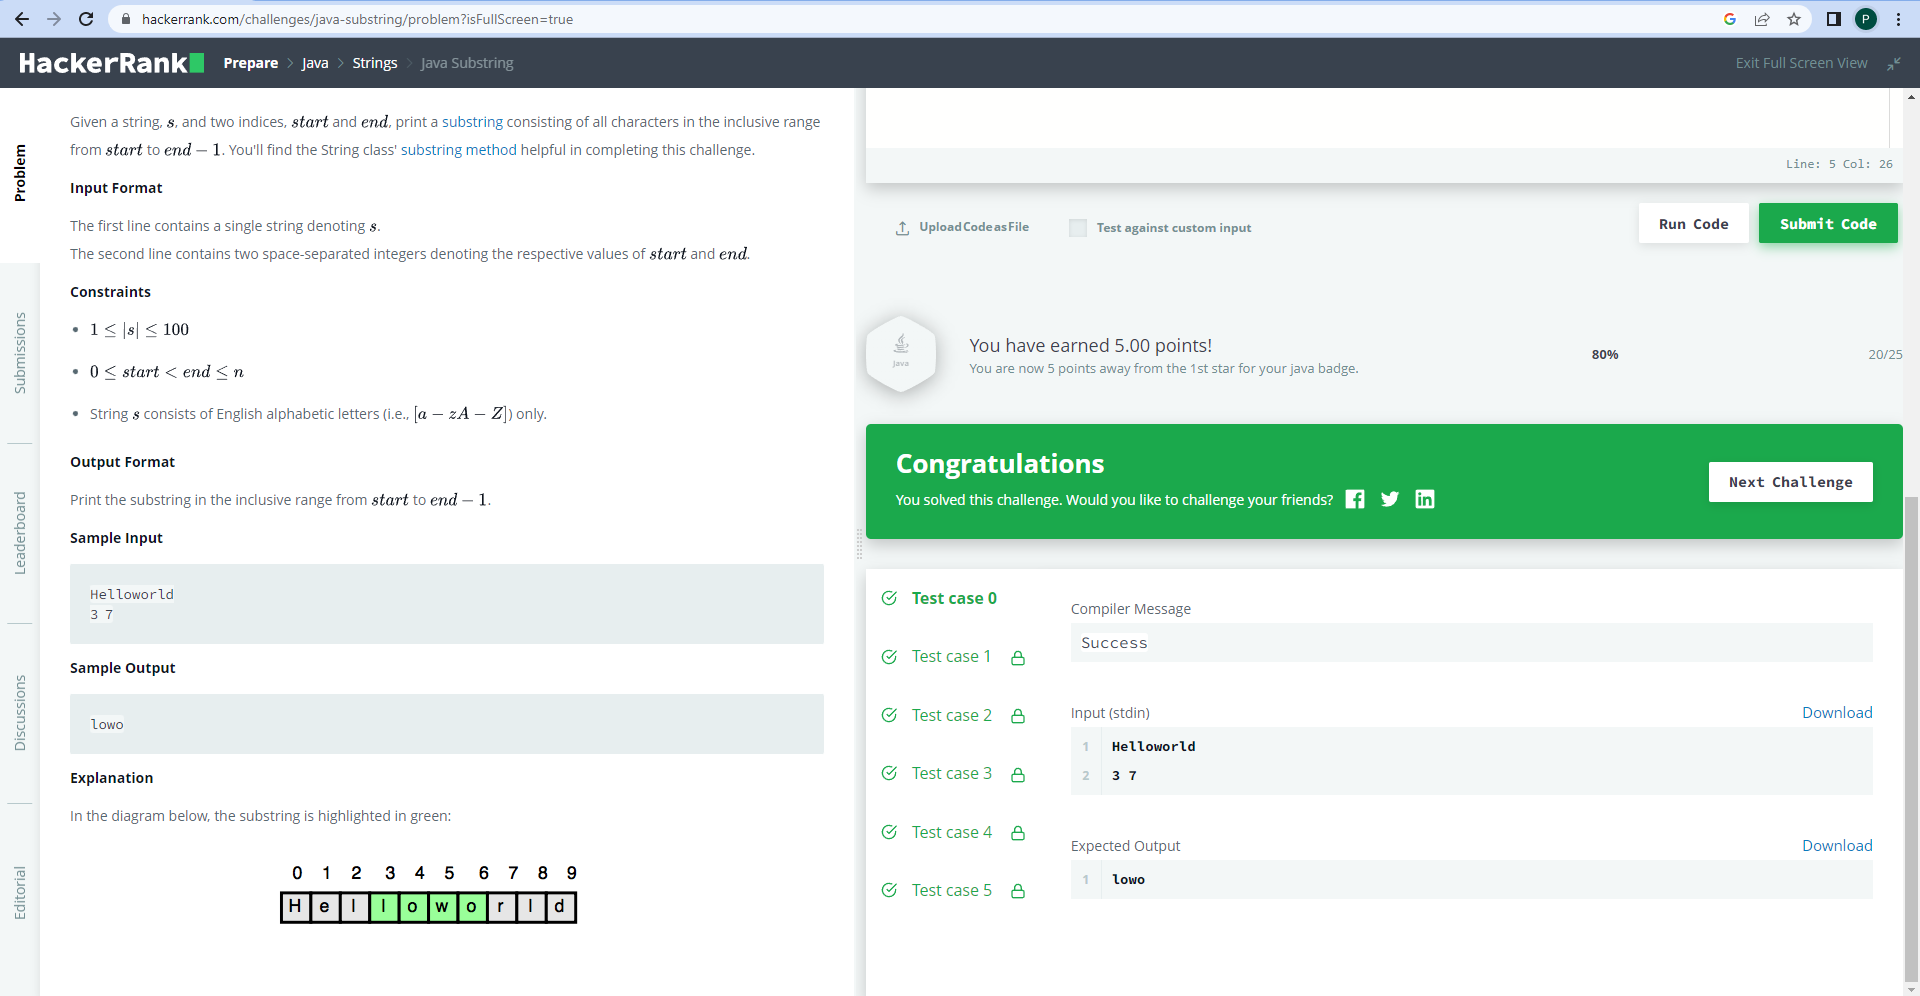 hackerrank.com/challenges/java-substring/problem?isFullScreen=true
P
HackerRank
Prepare > Java > Strings > Java Substring
Exit Full Screen View
Problem
Submissions
Leaderboard
Discussions
Editorial
Given a string, s, and two indices, start and end, print a substring consisting of all characters in the inclusive range
from start to end − 1. You'll find the String class' substring method helpful in completing this challenge.
Input Format
The first line contains a single string denoting s.
The second line contains two space-separated integers denoting the respective values of start and end.
Constraints
• 1 ≤ |s| ≤ 100
• 0 ≤ start < end ≤ n
• String s consists of English alphabetic letters (i.e., [a − zA − Z]) only.
Output Format
Print the substring in the inclusive range from start to end − 1.
Sample Input
Helloworld
3 7
Sample Output
lowo
Explanation
In the diagram below, the substring is highlighted in green:
0 1 2 3 4 5 6 7 8 9
H e l l o w o r l d
Line: 5 Col: 26
Upload Code as File
Test against custom input
Run Code
Submit Code
java
You have earned 5.00 points!
You are now 5 points away from the 1st star for your java badge.
80%
20/25
Congratulations
You solved this challenge. Would you like to challenge your friends?
Next Challenge
Test case 0
Test case 1
Test case 2
Test case 3
Test case 4
Test case 5
Compiler Message
Success
Input (stdin)
Download
1 Helloworld
2 3 7
Expected Output
Download
1 lowo